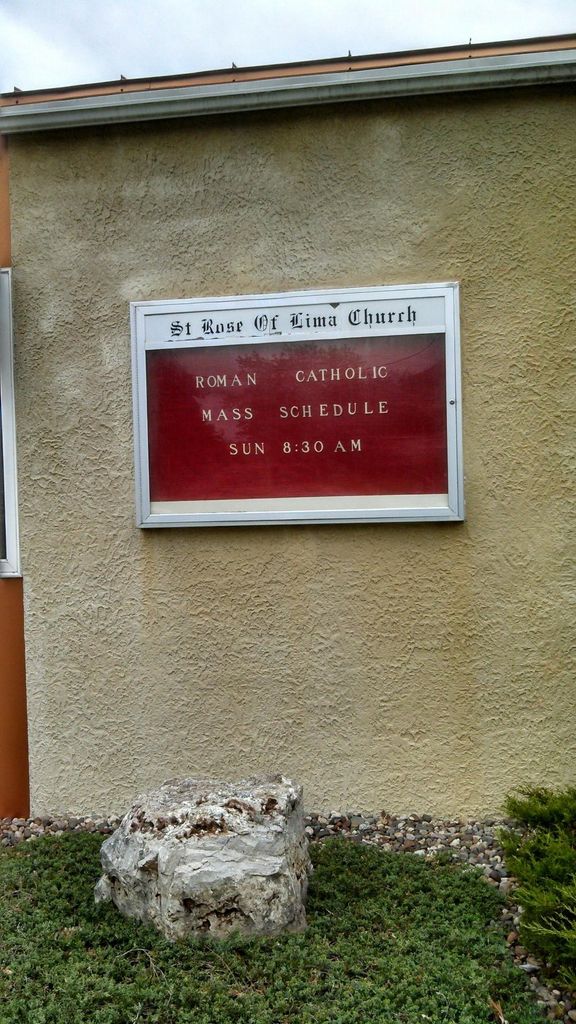 St Rose Of Lima Church
ROMAN CATHOLIC
MASS SCHEDULE
SUN 8:30 AM